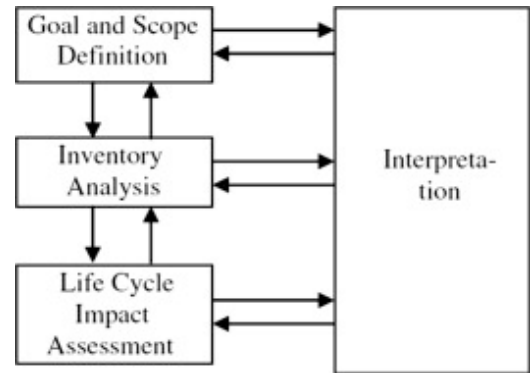 Goal and Scope
Definition
Inventory
Analysis
Life Cycle
Impact
Assessment
Interpreta-
tion